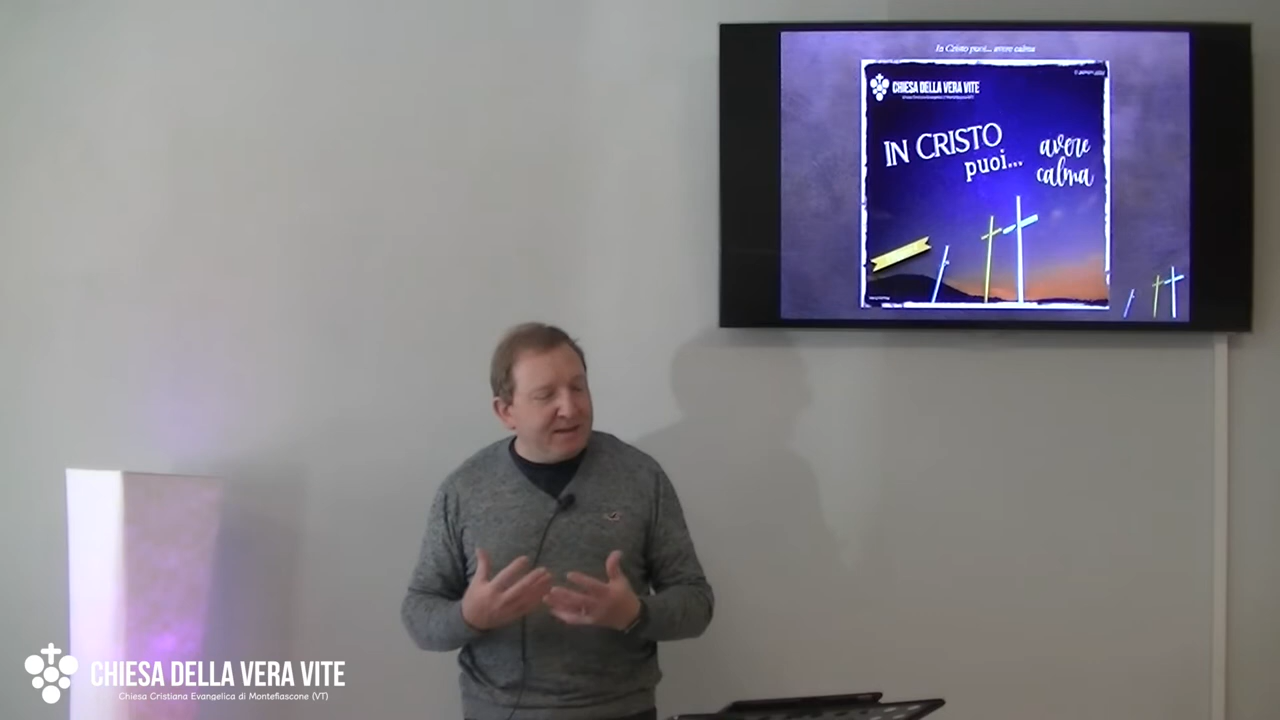 In Cristo puoi... avere calma
CHIESA DELLA VERA VITE
IN CRISTO
puoi...
avere
calma
CHIESA DELLA VERA VITE
Chiesa Cristiana Evangelica di Montefiascone (VT)